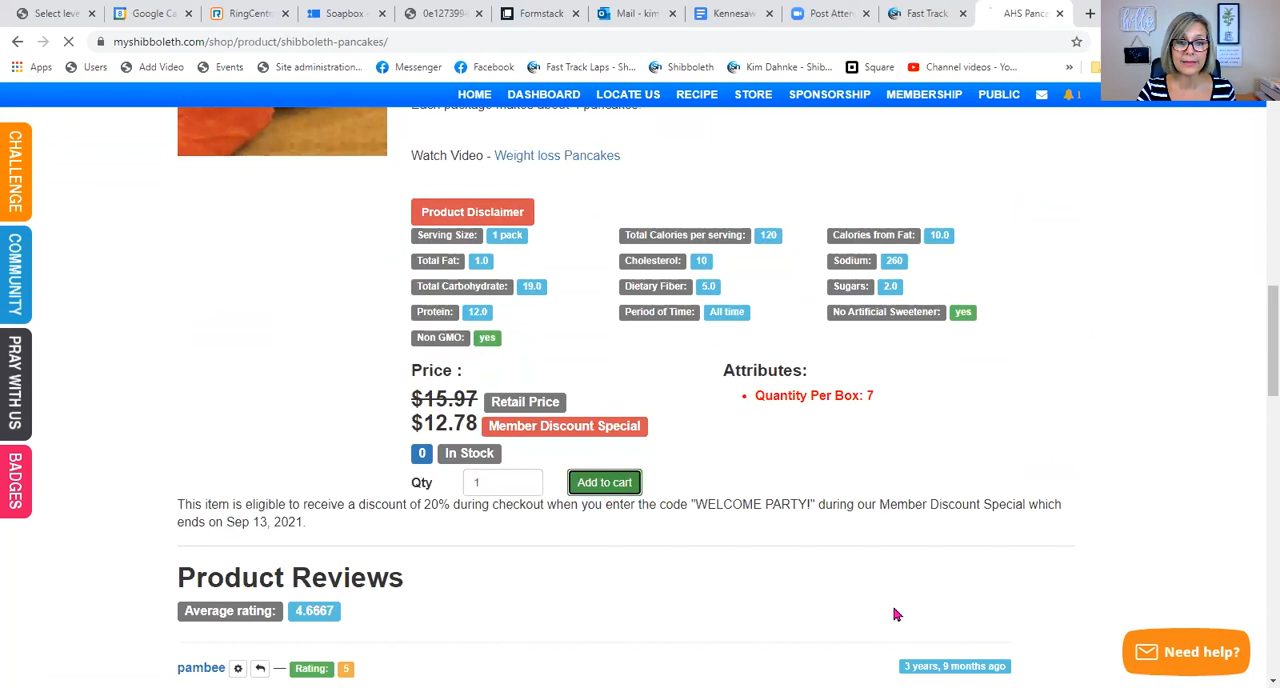 Select leve
Google Ca
RingCentr
Soapbox
0e1273994
Formstack
Mail - kim
Kennesaw
Post Atten
Fast Track
AHS Panca
myshibboleth.com/shop/product/shibboleth-pancakes/
Apps Users Add Video Events Site administration... Messenger Facebook Fast Track Laps - Sh... Shibboleth Kim Dahnke - Shib... Square Channel videos - Yo... »
HOME DASHBOARD LOCATE US RECIPE STORE SPONSORSHIP MEMBERSHIP PUBLIC 1
CHALLENGE
COMMUNITY
PRAY WITH US
BADGES
Watch Video - Weight loss Pancakes
Product Disclaimer
Serving Size: 1 pack Total Calories per serving: 120 Calories from Fat: 10.0
Total Fat: 1.0 Cholesterol: 10 Sodium: 260
Total Carbohydrate: 19.0 Dietary Fiber: 5.0 Sugars: 2.0
Protein: 12.0 Period of Time: All time No Artificial Sweetener: yes
Non GMO: yes
Price : Attributes:
$15.97 Retail Price • Quantity Per Box: 7
$12.78 Member Discount Special
0 In Stock
Qty 1 Add to cart
This item is eligible to receive a discount of 20% during checkout when you enter the code "WELCOME PARTY!" during our Member Discount Special which
ends on Sep 13, 2021.
Product Reviews
Average rating: 4.6667
pambee — Rating: 5 3 years, 9 months ago
Need help?